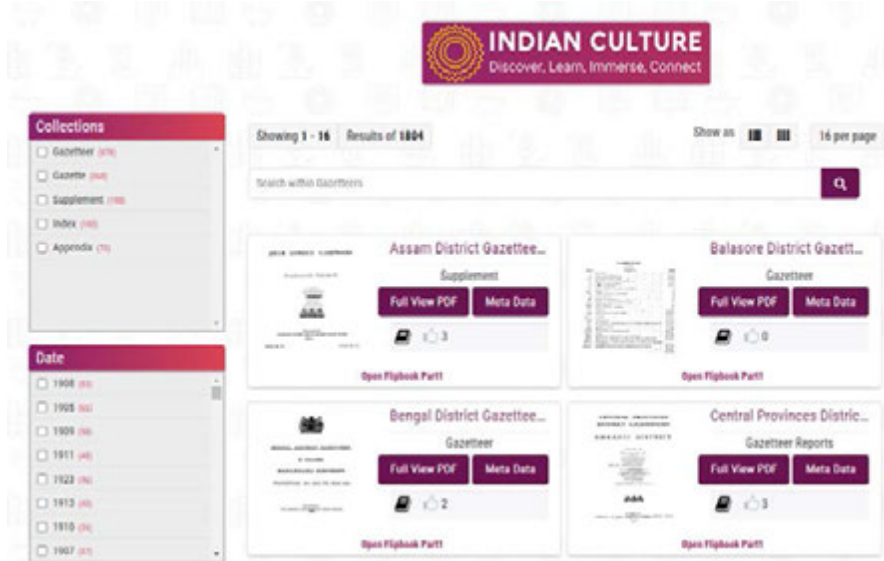 INDIAN CULTURE
Discover, Learn, Immerse, Connect
Collections
Gazetteer
Gazette
Supplement
Index
Appendix
Date
1908
1905
1909
1911
1923
1913
1910
1907
Showing 1 - 16 Results of 1804
Show as
16 per page
Search within Gazetteers
Assam District Gazettee...
Supplement
Full View PDF Meta Data
3
Open Flipbook Part1
Balasore District Gazett...
Gazetteer
Full View PDF Meta Data
0
Open Flipbook Part1
Bengal District Gazettee...
Gazetteer
Full View PDF Meta Data
2
Open Flipbook Part1
Central Provinces Distric...
Gazetteer Reports
Full View PDF Meta Data
3
Open Flipbook Part1